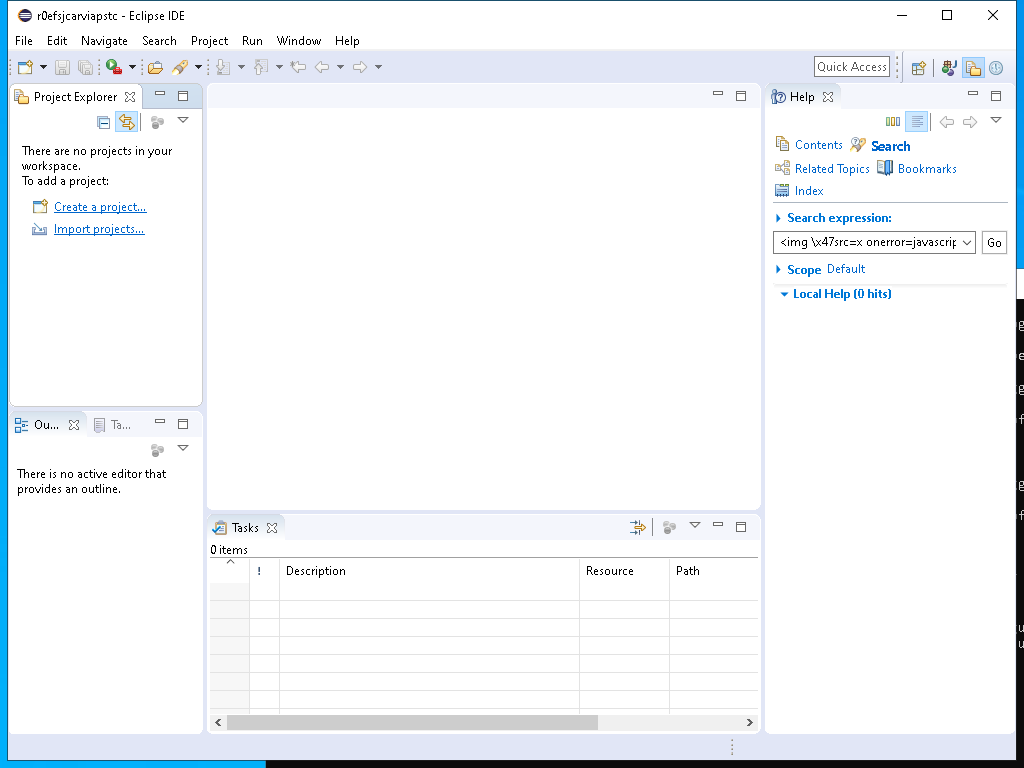 r0efsjcarviapstc - Eclipse IDE
File Edit Navigate Search Project Run Window Help
Quick Access
Project Explorer
There are no projects in your
workspace.
To add a project:
Create a project...
Import projects...
Ou... Ta...
There is no active editor that
provides an outline.
Tasks
0 items
! Description Resource Path
Help
Contents Search
Related Topics Bookmarks
Index
Search expression:
<img \x47src=x onerror=javascrip Go
Scope Default
Local Help (0 hits)